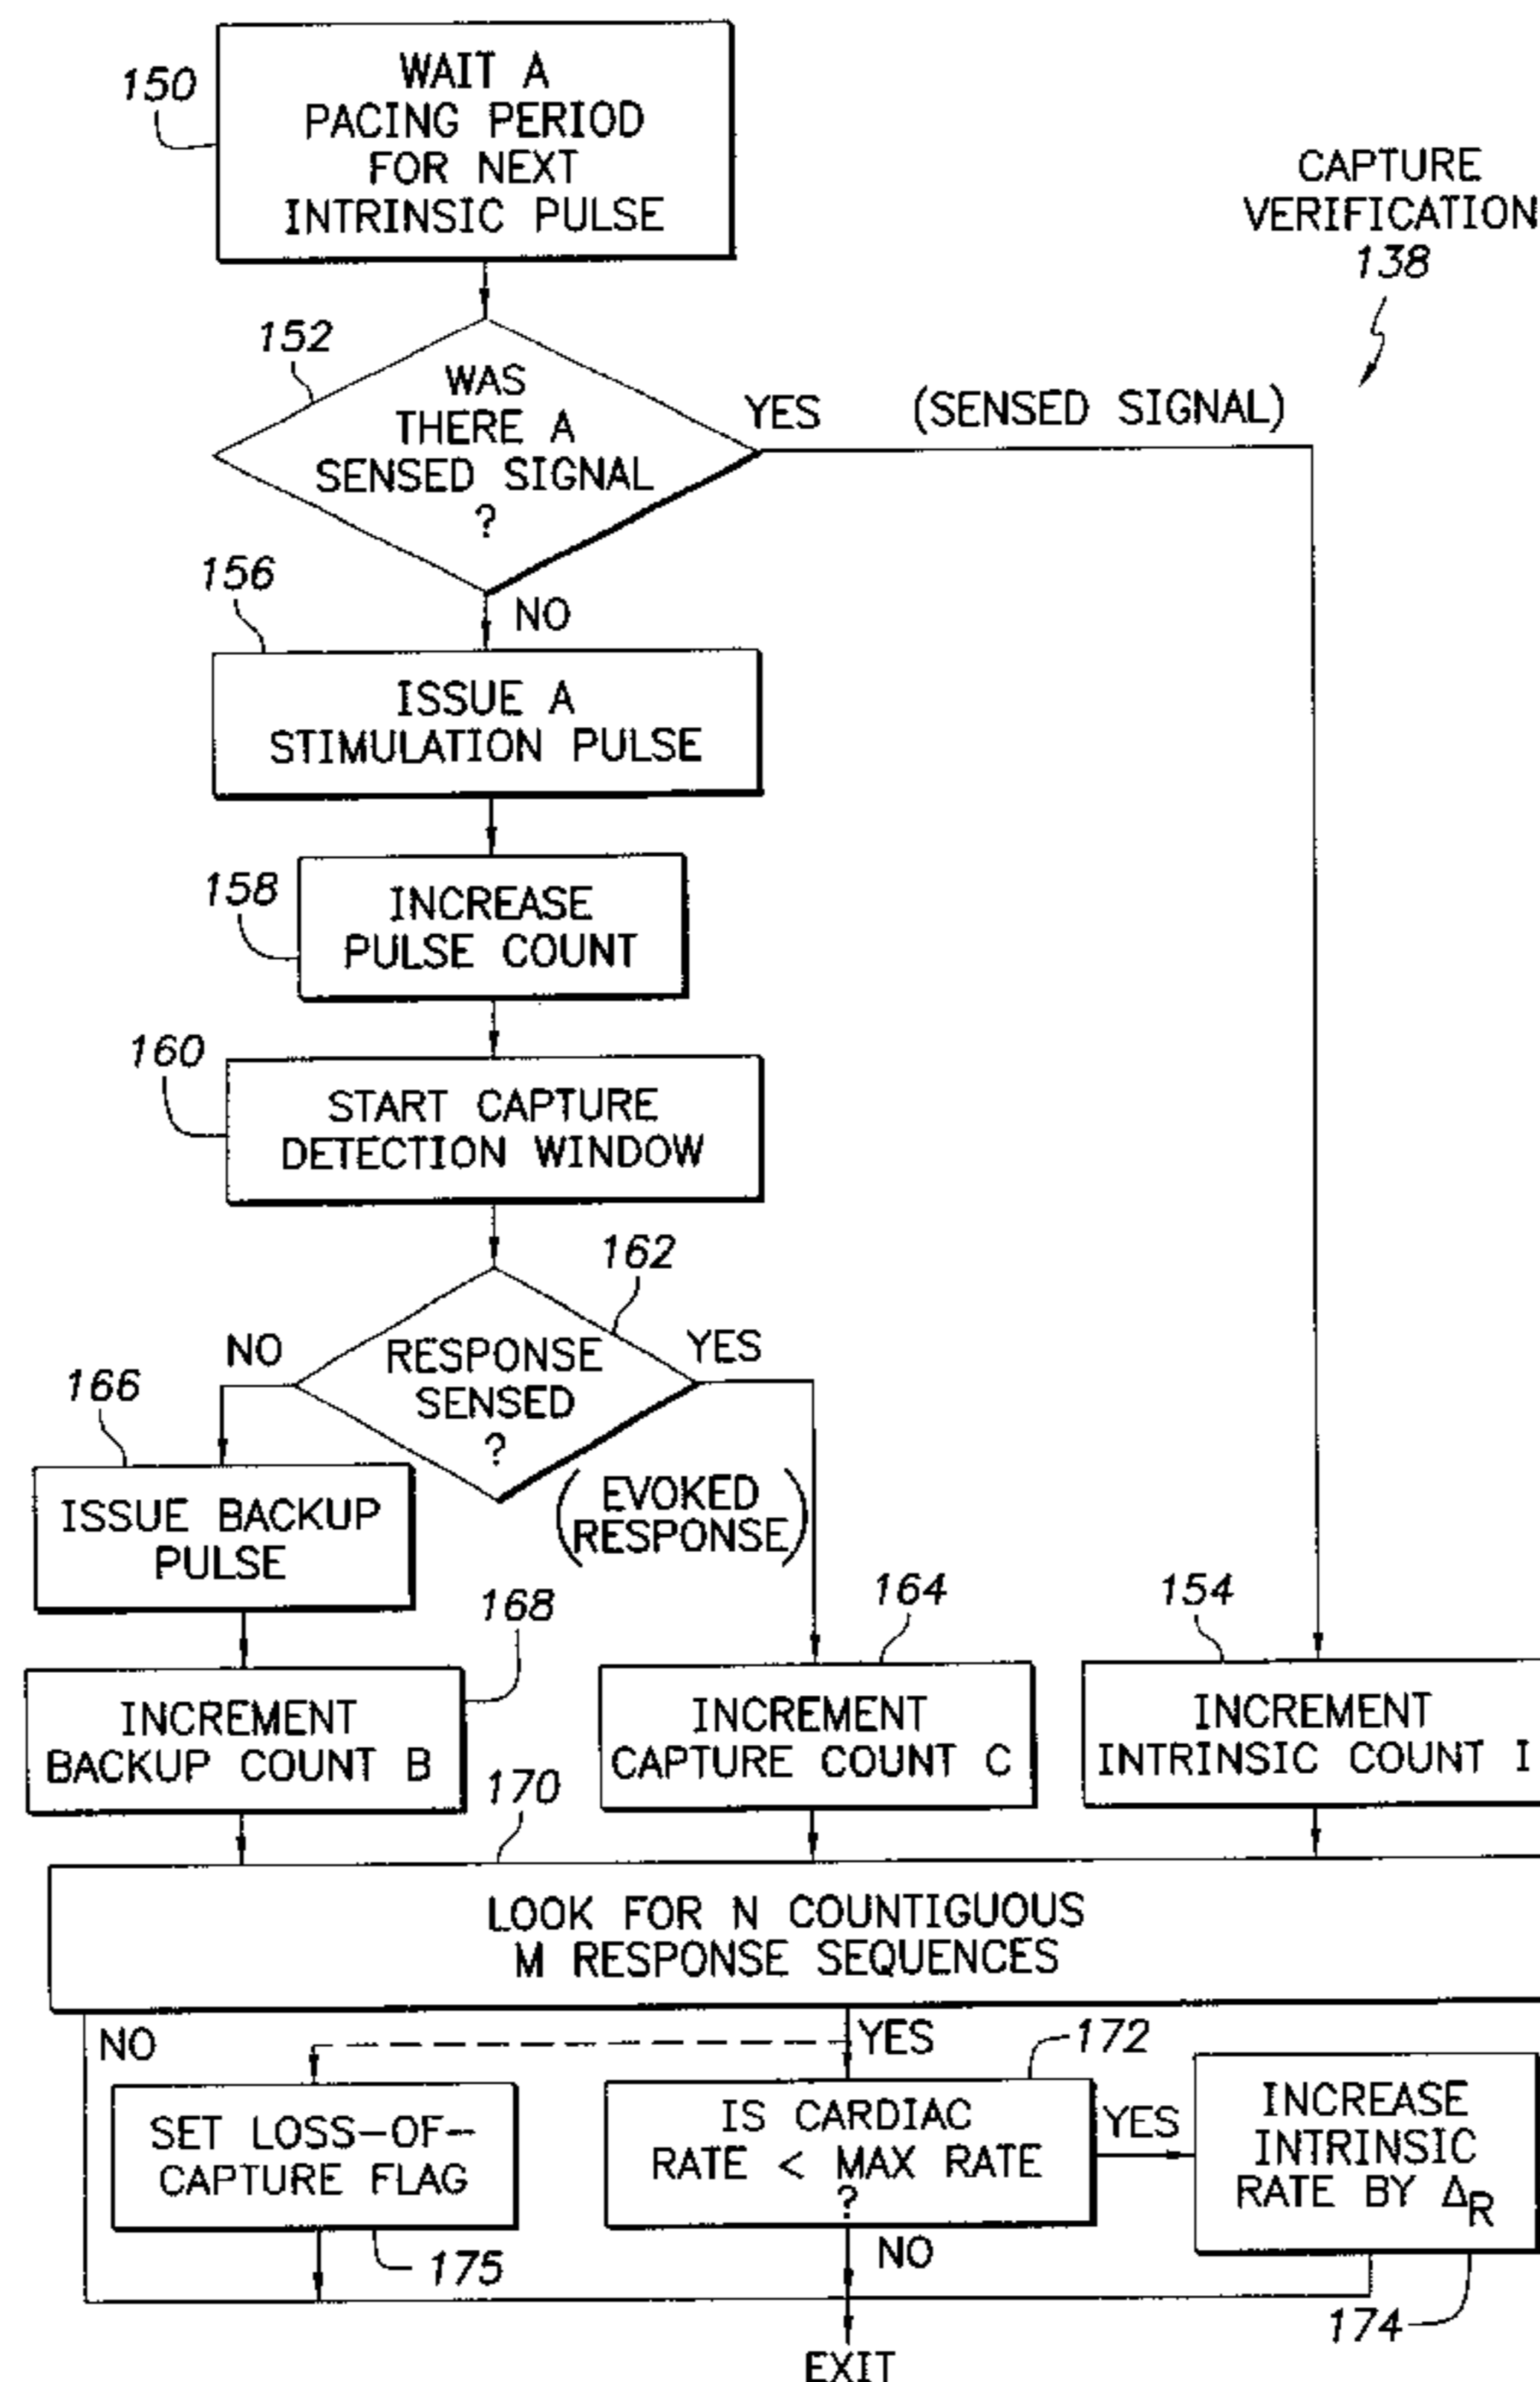 150
WAIT A
PACING PERIOD
FOR NEXT
INTRINSIC PULSE
CAPTURE
VERIFICATION
138
152
WAS
THERE A
SENSED SIGNAL
?
YES
(SENSED SIGNAL)
NO
156
ISSUE A
STIMULATION PULSE
158
INCREASE
PULSE COUNT
160
START CAPTURE
DETECTION WINDOW
162
RESPONSE
SENSED
?
NO
YES
(EVOKED
RESPONSE)
166
ISSUE BACKUP
PULSE
168
INCREMENT
BACKUP COUNT B
164
INCREMENT
CAPTURE COUNT C
154
INCREMENT
INTRINSIC COUNT I
170
LOOK FOR N COUNTIGUOUS
M RESPONSE SEQUENCES
NO
YES
172
SET LOSS-OF-
CAPTURE FLAG
175
IS CARDIAC
RATE < MAX RATE
?
YES
NO
INCREASE
INTRINSIC
RATE BY ΔR
174
EXIT